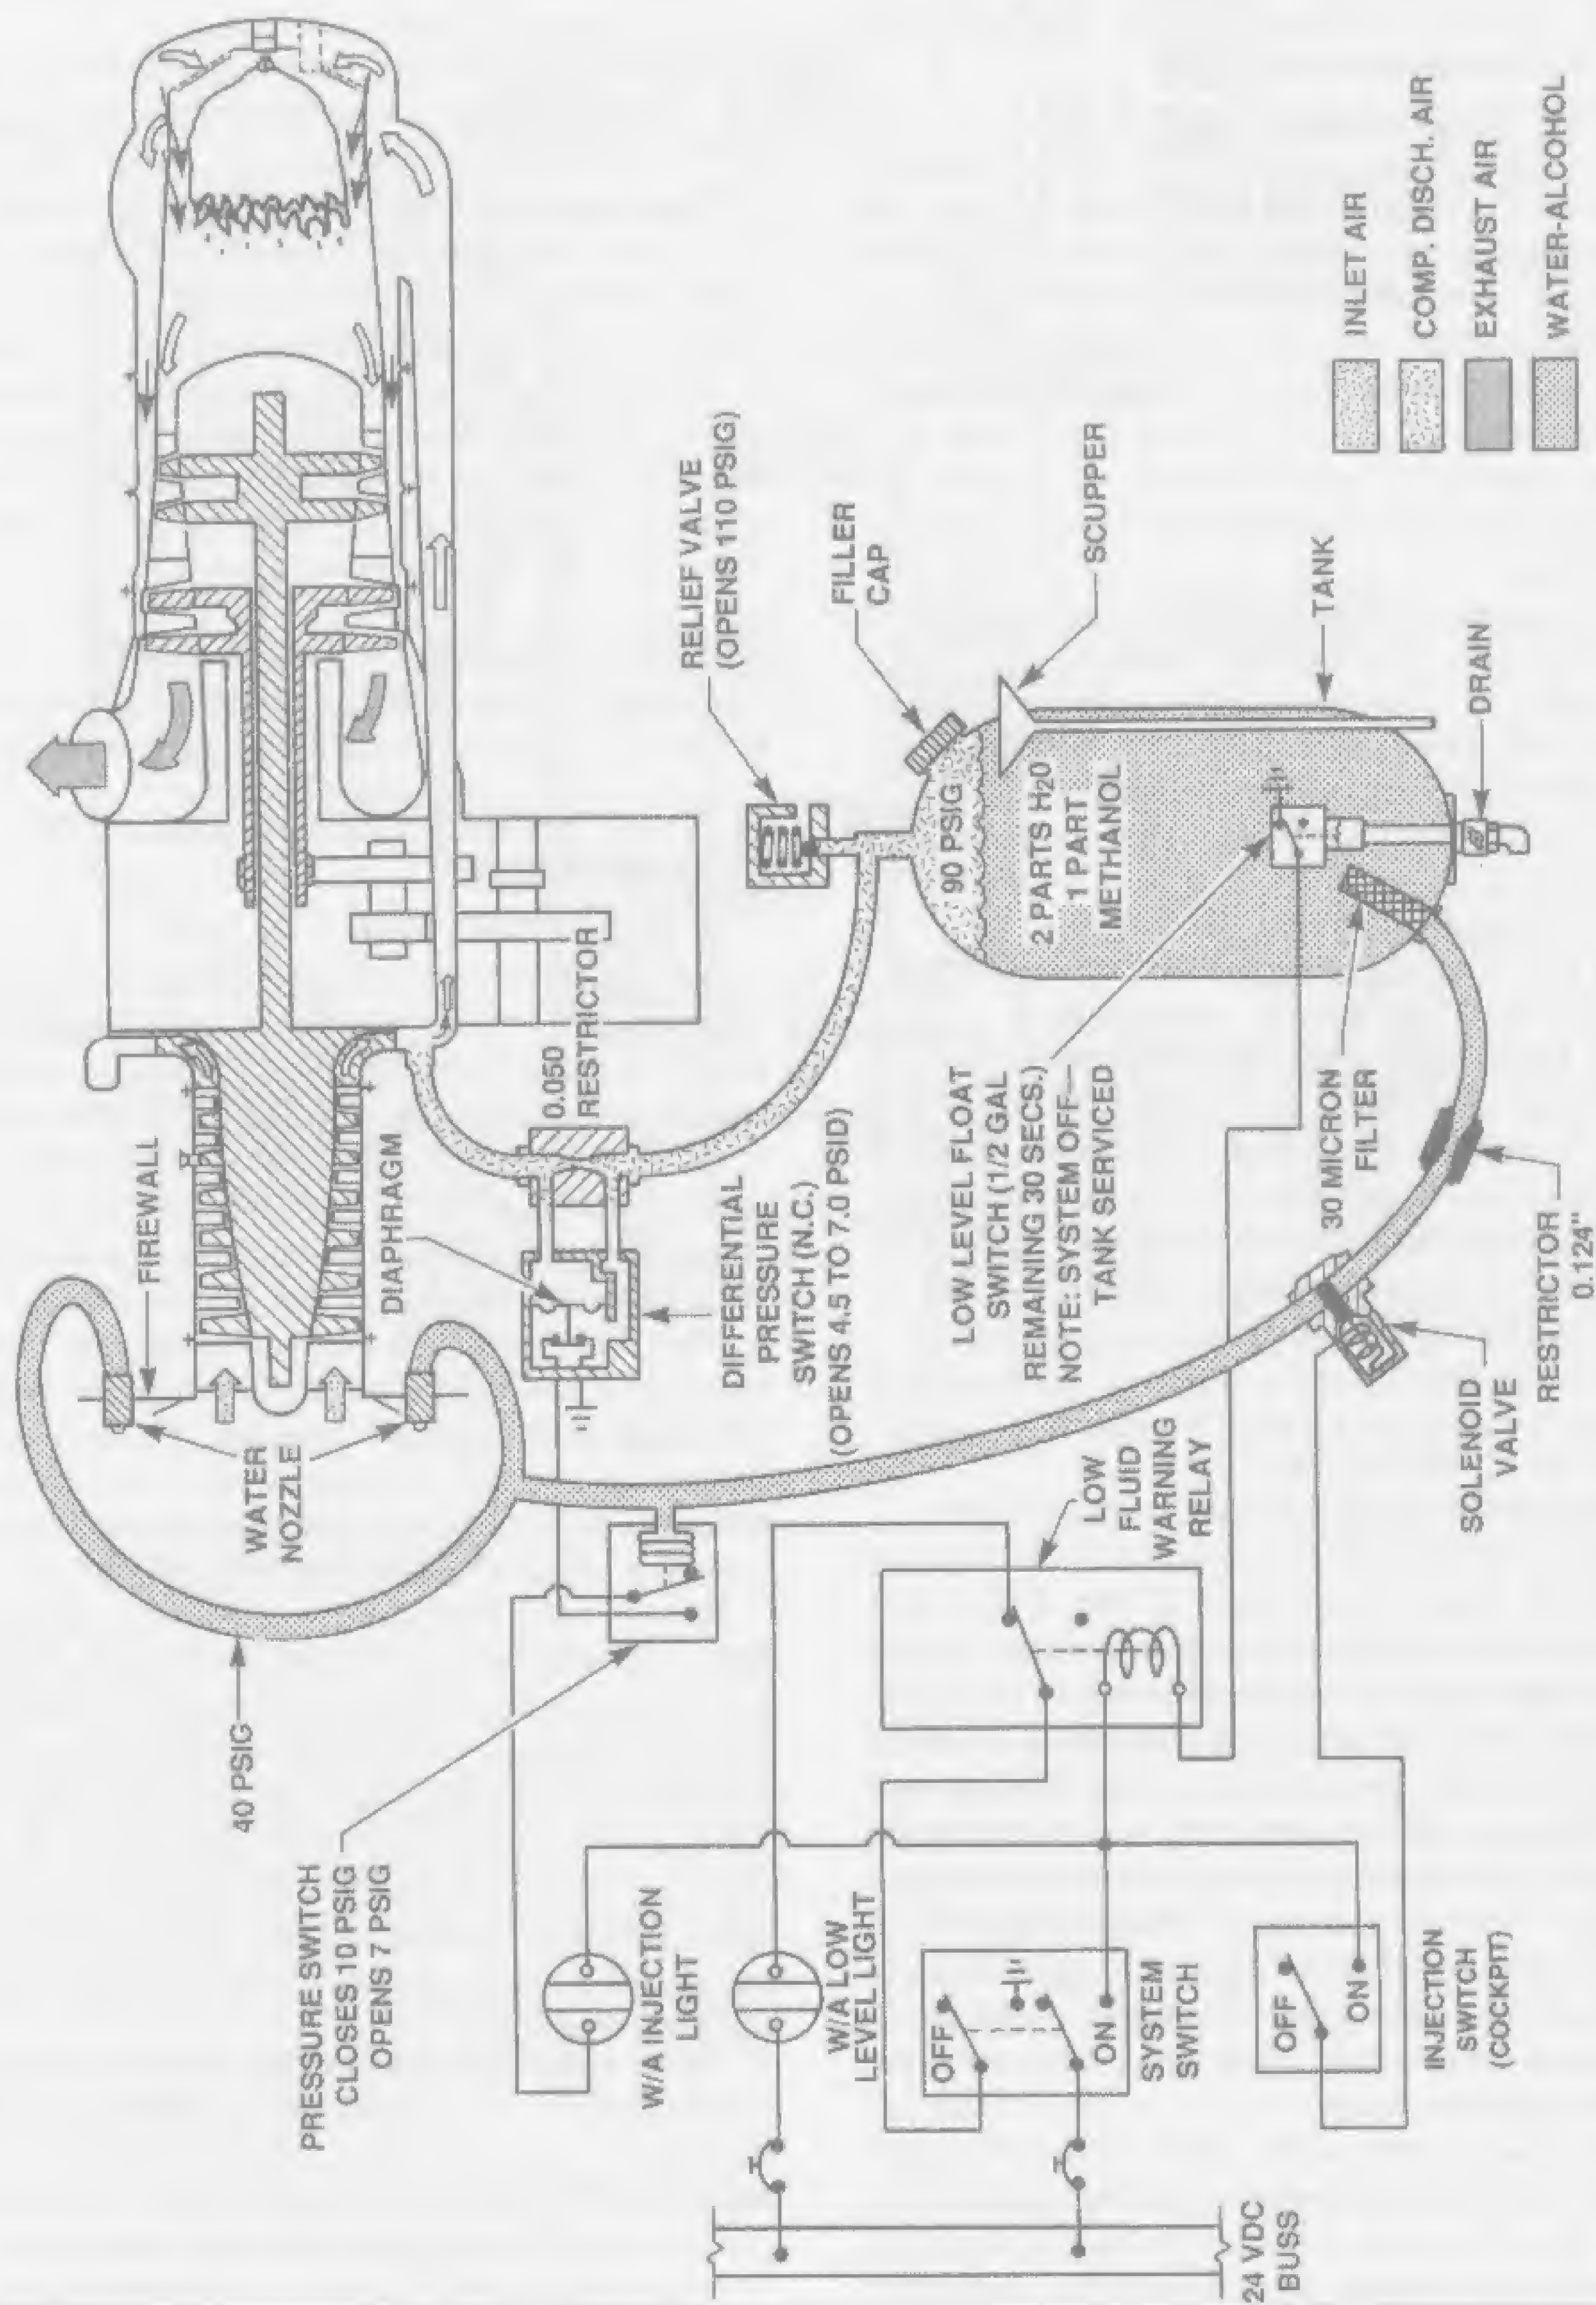 WATER
NOZZLE
FIREWALL
40 PSIG
DIAPHRAGM
0.050
RESTRICTOR
PRESSURE SWITCH
CLOSES 10 PSIG
OPENS 7 PSIG
DIFFERENTIAL
PRESSURE
SWITCH (N.C.)
(OPENS 4.5 TO 7.0 PSID)
RELIEF VALVE
(OPENS 110 PSIG)
FILLER
CAP
SCUPPER
90 PSIG
2 PARTS H2O
1 PART
METHANOL
TANK
DRAIN
W/A INJECTION
LIGHT
W/A LOW
LEVEL LIGHT
LOW
FLUID
WARNING
RELAY
LOW LEVEL FLOAT
SWITCH (1/2 GAL
REMAINING 30 SECS.)
NOTE: SYSTEM OFF—
TANK SERVICED
30 MICRON
FILTER
OFF
ON
SYSTEM
SWITCH
OFF
ON
INJECTION
SWITCH
(COCKPIT)
SOLENOID
VALVE
RESTRICTOR
0.124"
24 VDC
BUSS
INLET AIR
COMP. DISCH. AIR
EXHAUST AIR
WATER-ALCOHOL